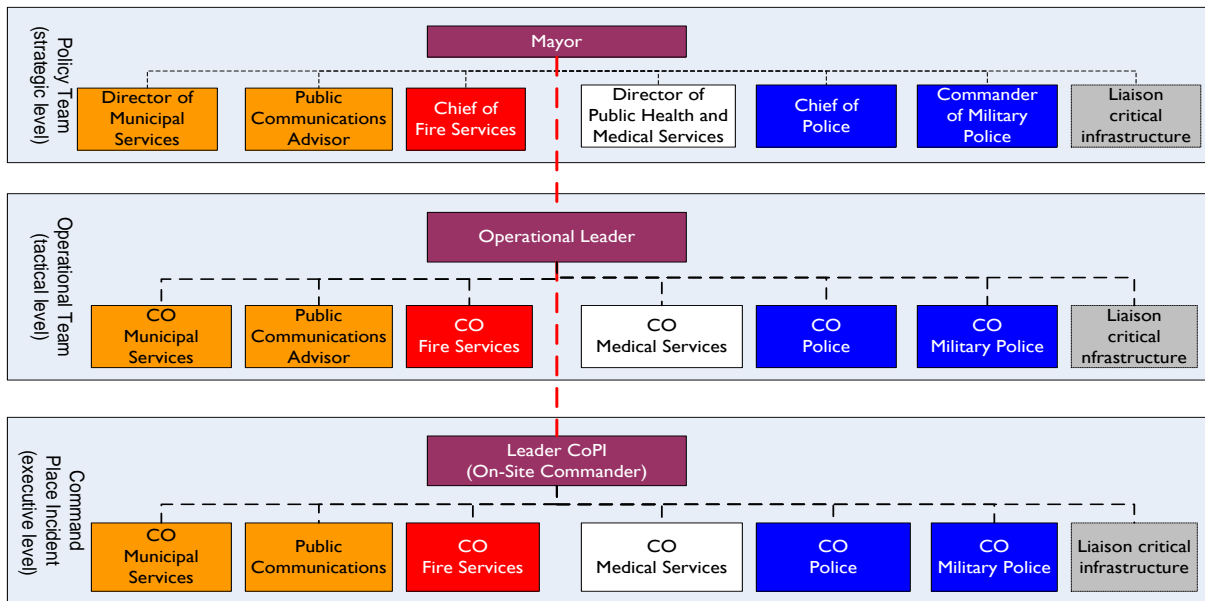 Policy Team
(strategic level)
Mayor
Director of
Municipal
Services
Public
Communications
Advisor
Chief of
Fire Services
Director of
Public Health and
Medical Services
Chief of
Police
Commander
of Military
Police
Liaison
critical
infrastructure
Operational Team
(tactical level)
Operational Leader
CO
Municipal
Services
Public
Communications
Advisor
CO
Fire Services
CO
Medical Services
CO
Police
CO
Military Police
Liaison
critical
nfrastructure
Command
Place Incident
(executive level)
Leader CoPI
(On-Site Commander)
CO
Municipal
Services
Public
Communications
CO
Fire Services
CO
Medical Services
CO
Police
CO
Military Police
Liaison critical
infrastructure